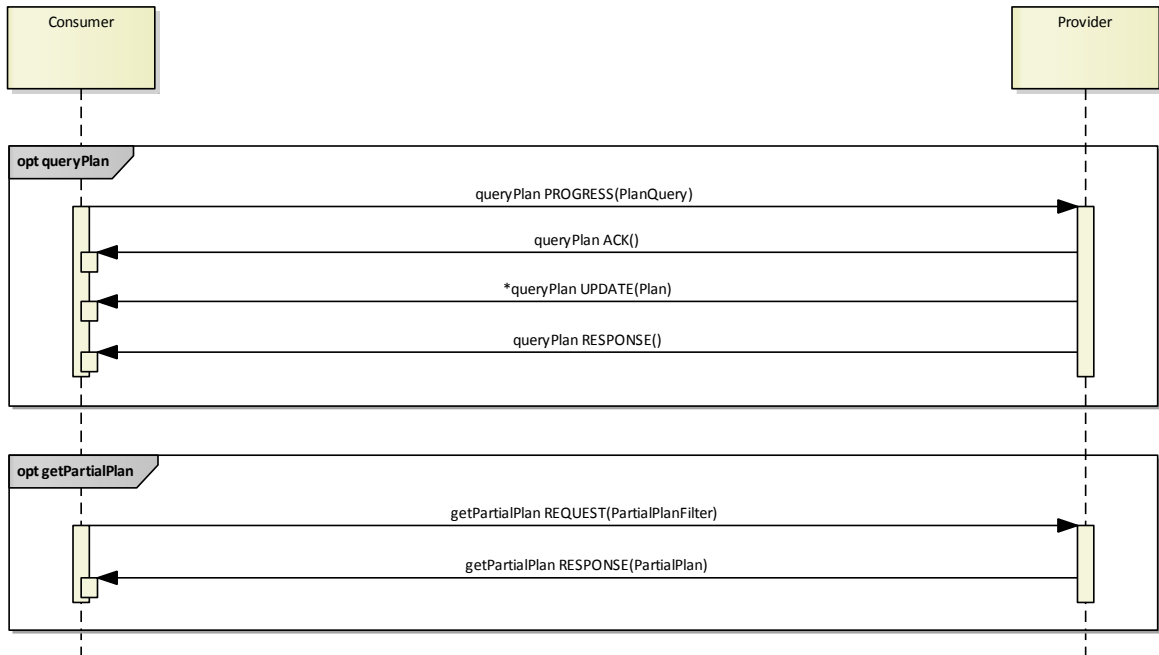 Consumer
Provider
opt queryPlan
queryPlan PROGRESS(PlanQuery)
queryPlan ACK()
*queryPlan UPDATE(Plan)
queryPlan RESPONSE()
opt getPartialPlan
getPartialPlan REQUEST(PartialPlanFilter)
getPartialPlan RESPONSE(PartialPlan)